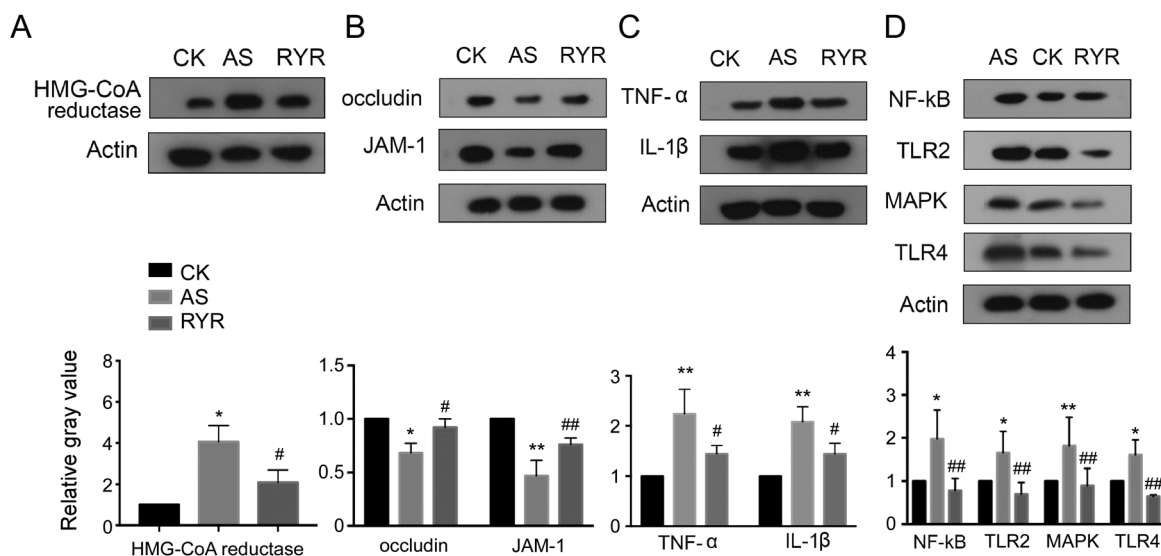 A
CK AS RYR
HMG-CoA
reductase
Actin
B
CK AS RYR
occludin
JAM-1
Actin
C
CK AS RYR
TNF-α
IL-1β
Actin
D
AS CK RYR
NF-kB
TLR2
MAPK
TLR4
Actin
CK
AS
RYR
Relative gray value
8
6
4
2
0
*
#
HMG-CoA reductase
1.5
1.0
0.5
0.0
* #
** ##
occludin JAM-1
3
2
1
0
** #
** #
TNF-α IL-1β
4
2
1
0
* ##
* ##
** ##
* ##
NF-kB TLR2 MAPK TLR4